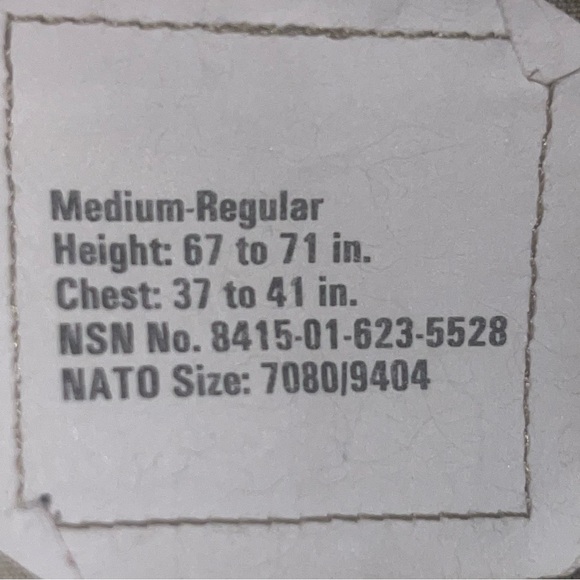 Medium-Regular
Height: 67 to 71 in.
Chest: 37 to 41 in.
NSN No. 8415-01-623-5528
NATO Size: 7080/9404